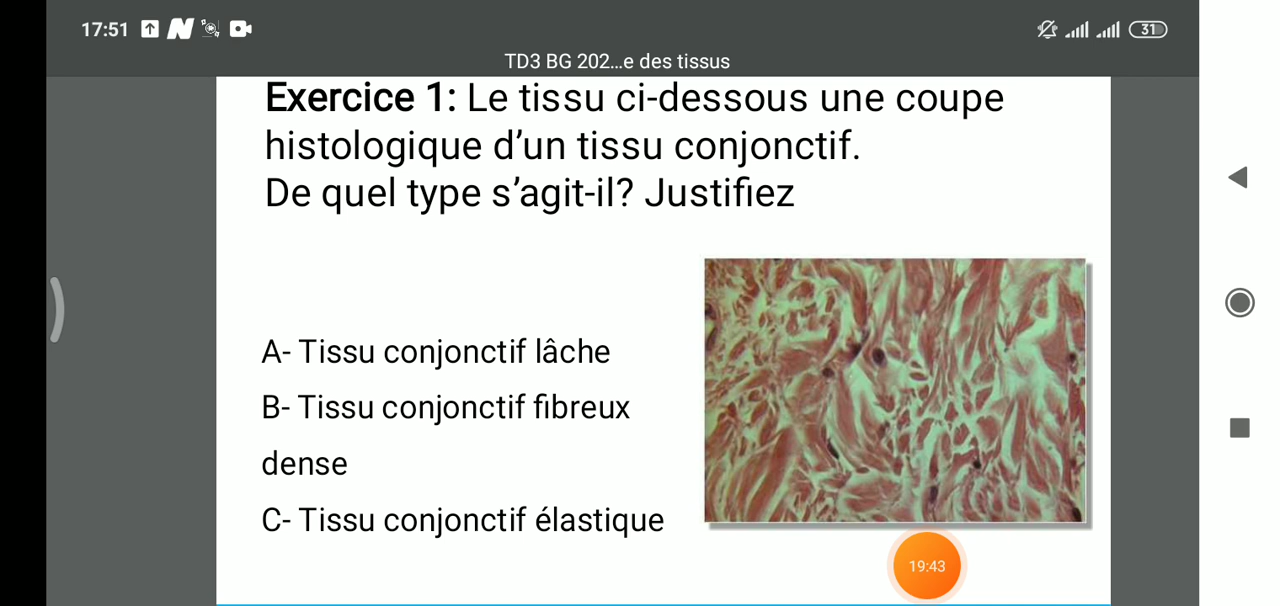 17:51
31
TD3 BG 202...e des tissus
Exercice 1: Le tissu ci-dessous une coupe
histologique d’un tissu conjonctif.
De quel type s’agit-il? Justifiez
A- Tissu conjonctif lâche
B- Tissu conjonctif fibreux
dense
C- Tissu conjonctif élastique
19:43